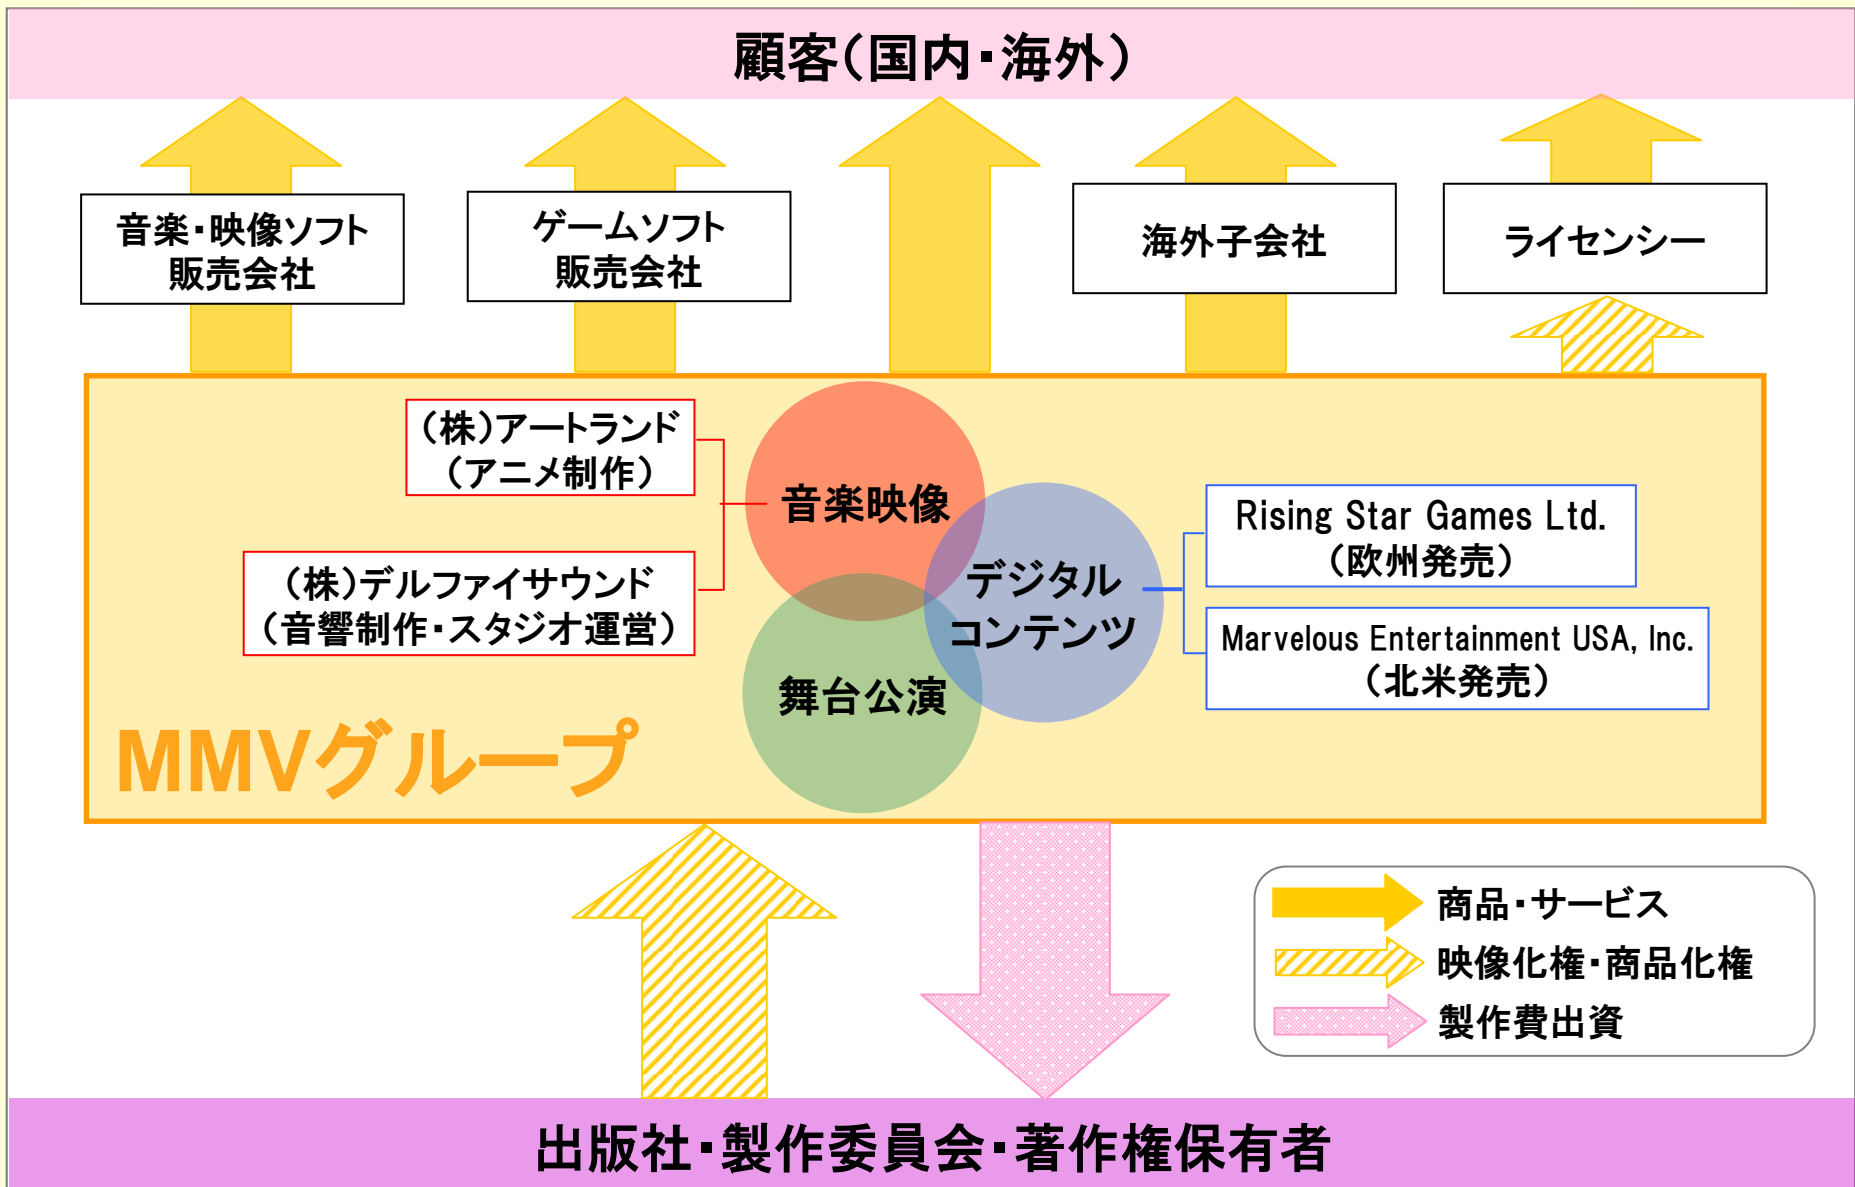 顧客(国内・海外)
音楽・映像ソフト
販売会社
ゲームソフト
販売会社
海外子会社
ライセンシー
(株)アートランド
(アニメ制作)
(株)デルファイサウンド
(音響制作・スタジオ運営)
音楽映像
デジタル
コンテンツ
舞台公演
Rising Star Games Ltd.
(欧州発売)
Marvelous Entertainment USA, Inc.
(北米発売)
MMVグループ
商品・サービス
映像化権・商品化権
製作費出資
出版社・製作委員会・著作権保有者